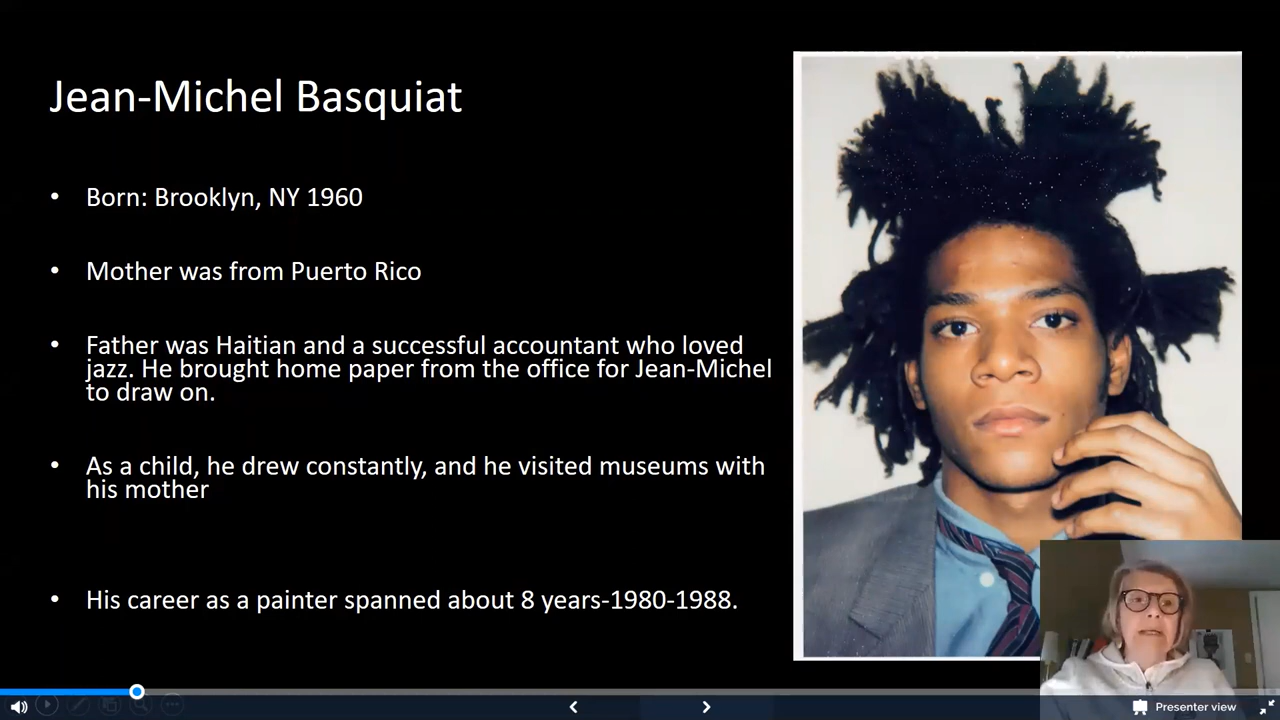 Jean-Michel Basquiat
• Born: Brooklyn, NY 1960
• Mother was from Puerto Rico
• Father was Haitian and a successful accountant who loved
jazz. He brought home paper from the office for Jean-Michel
to draw on.
• As a child, he drew constantly, and he visited museums with
his mother
• His career as a painter spanned about 8 years-1980-1988.
Presenter view